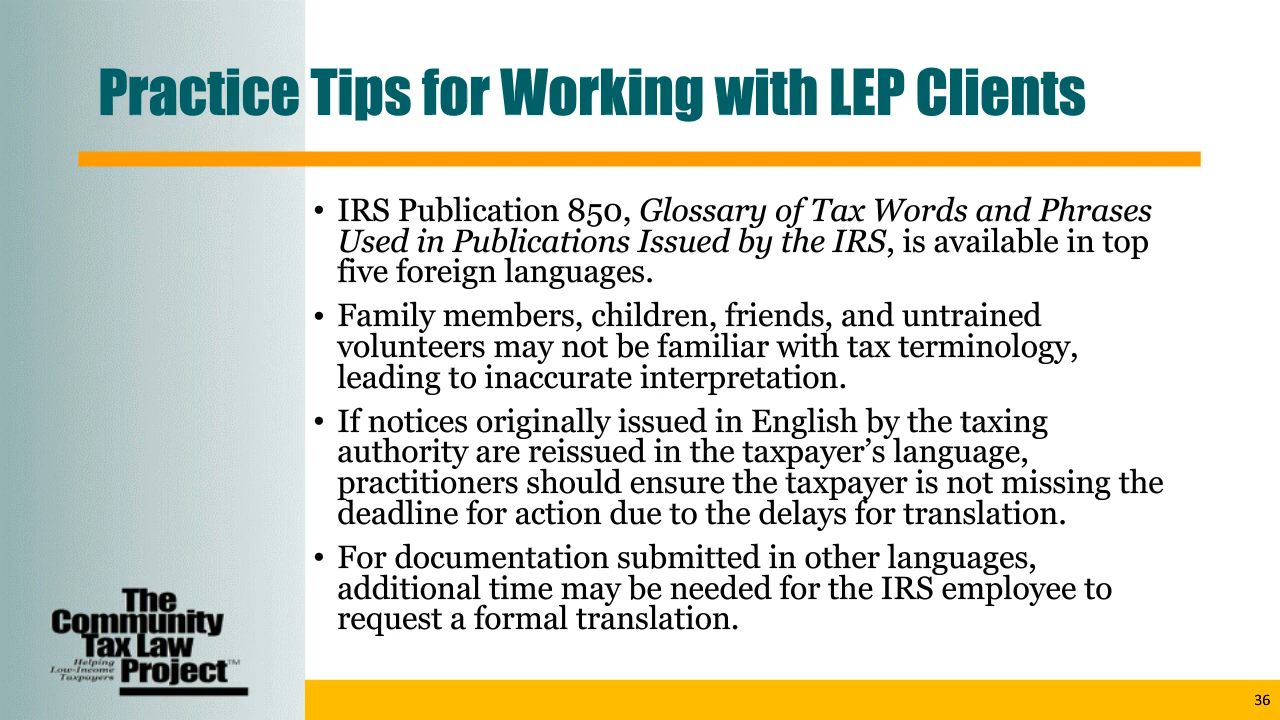 Practice Tips for Working with LEP Clients
• IRS Publication 850, Glossary of Tax Words and Phrases
Used in Publications Issued by the IRS, is available in top
five foreign languages.
• Family members, children, friends, and untrained
volunteers may not be familiar with tax terminology,
leading to inaccurate interpretation.
• If notices originally issued in English by the taxing
authority are reissued in the taxpayer’s language,
practitioners should ensure the taxpayer is not missing the
deadline for action due to the delays for translation.
• For documentation submitted in other languages,
additional time may be needed for the IRS employee to
request a formal translation.
The
Community
Tax Law
Project™
Helping
Low-Income
Taxpayers
36